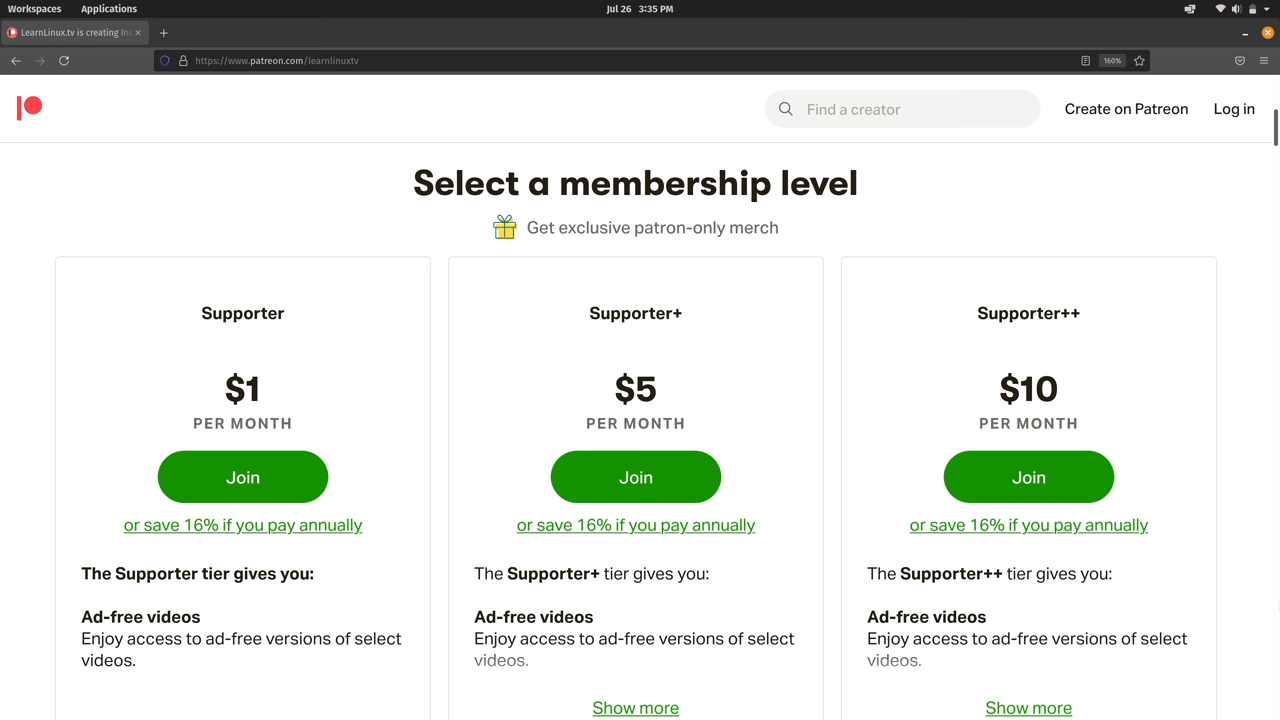 Workspaces Applications Jul 26 3:35 PM
LearnLinux.tv is creating Ins
https://www.patreon.com/learnlinuxtv 160%
Find a creator Create on Patreon Log in
Select a membership level
Get exclusive patron-only merch
Supporter Supporter+ Supporter++
$1 $5 $10
PER MONTH PER MONTH PER MONTH
Join Join Join
or save 16% if you pay annually or save 16% if you pay annually or save 16% if you pay annually
The Supporter tier gives you: The Supporter+ tier gives you: The Supporter++ tier gives you:
Ad-free videos Ad-free videos Ad-free videos
Enjoy access to ad-free versions of select Enjoy access to ad-free versions of select Enjoy access to ad-free versions of select
videos. videos. videos.
Show more Show more